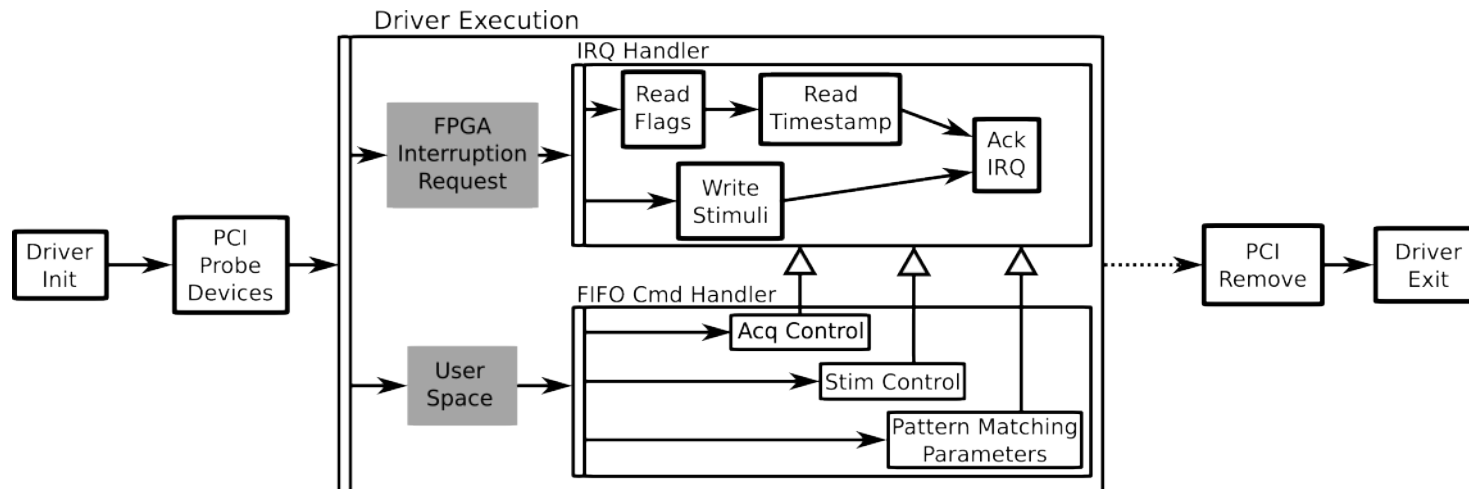 Driver Execution
IRQ Handler
Read
Flags
Read
Timestamp
Ack
IRQ
FPGA
Interruption
Request
Write
Stimuli
Driver
Init
PCI
Probe
Devices
PCI
Remove
Driver
Exit
FIFO Cmd Handler
Acq Control
User
Space
Stim Control
Pattern Matching
Parameters